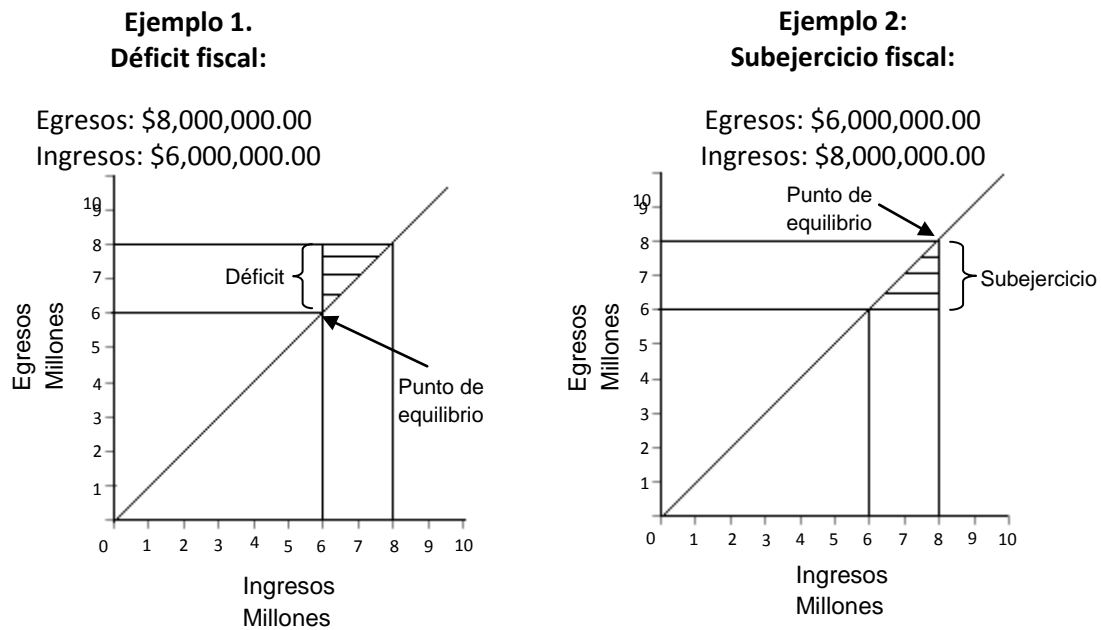 Ejemplo 1.
Déficit fiscal:
Egresos: $8,000,000.00
Ingresos: $6,000,000.00
10
9
8
7
6
5
4
3
2
1
Déficit
Punto de
equilibrio
Egresos
Millones
0 1 2 3 4 5 6 7 8 9 10
Ingresos
Millones
Ejemplo 2:
Subejercicio fiscal:
Egresos: $6,000,000.00
Ingresos: $8,000,000.00
Punto de
equilibrio
10
9
8
7
6
5
4
3
2
1
Subejercicio
Egresos
Millones
0 1 2 3 4 5 6 7 8 9 10
Ingresos
Millones